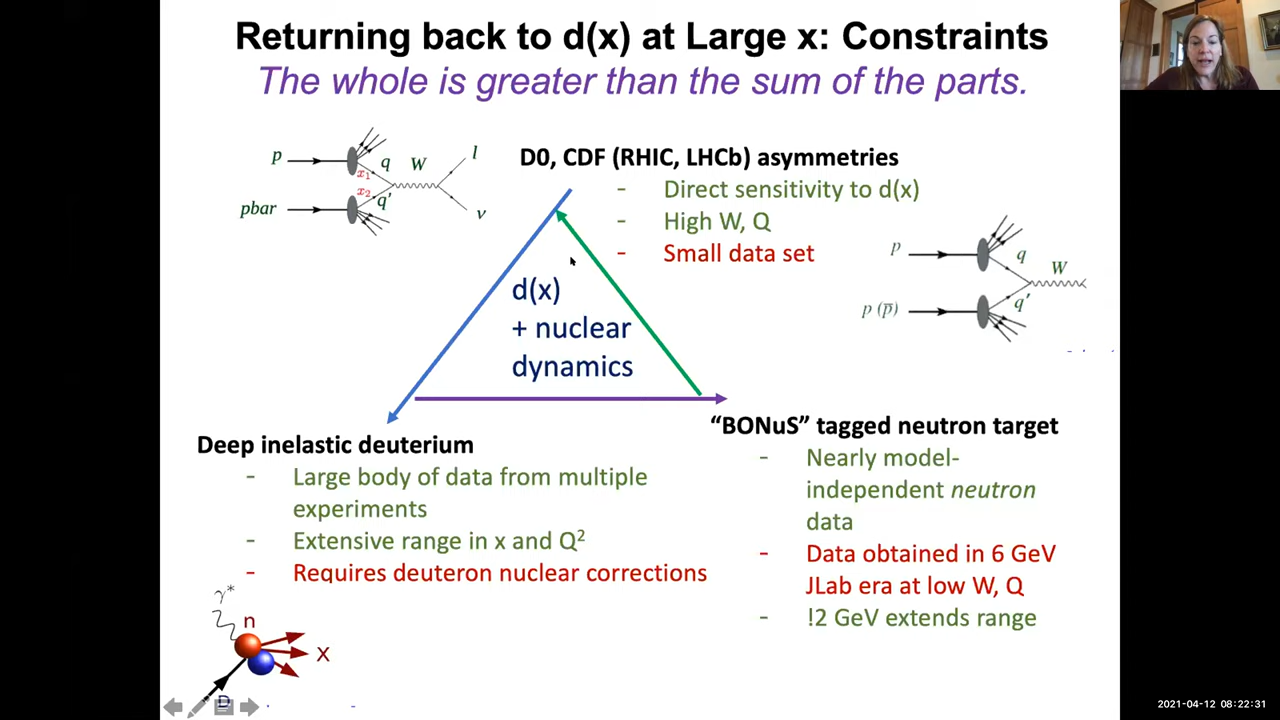 Returning back to d(x) at Large x: Constraints
The whole is greater than the sum of the parts.
p
q
W
l
x₁
x₂
pbar
q'
ν
D0, CDF (RHIC, LHCb) asymmetries
- Direct sensitivity to d(x)
- High W, Q
- Small data set
p
q
W
p (p̅)
q'
d(x)
+ nuclear
dynamics
Deep inelastic deuterium
- Large body of data from multiple
experiments
- Extensive range in x and Q²
- Requires deuteron nuclear corrections
γ*
n
X
D
"BONuS" tagged neutron target
- Nearly model-
independent neutron
data
- Data obtained in 6 GeV
JLab era at low W, Q
- !2 GeV extends range
2021-04-12 08:22:31